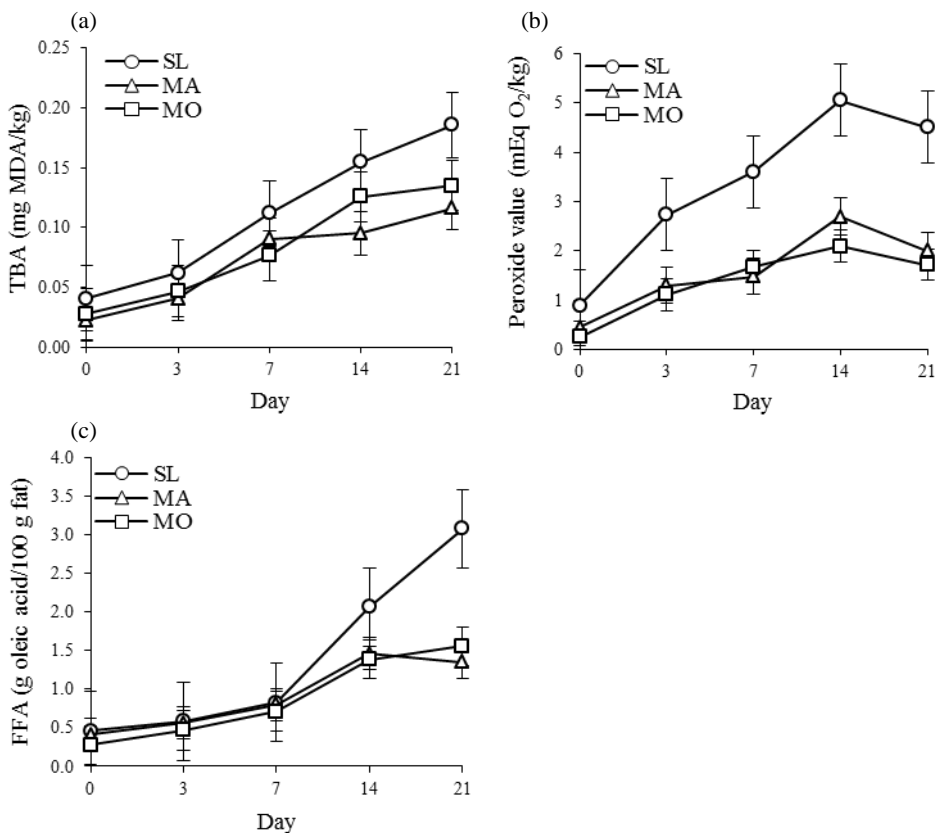 (a)
TBA (mg MDA/kg)
0.25
0.20
0.15
0.10
0.05
0.00
SL
MA
MO
0 3 7 14 21
Day
(b)
Peroxide value (mEq O₂/kg)
6
5
4
3
2
1
0
SL
MA
MO
0 3 7 14 21
Day
(c)
FFA (g oleic acid/100 g fat)
4.0
3.5
3.0
2.5
2.0
1.5
1.0
0.5
0.0
SL
MA
MO
0 3 7 14 21
Day